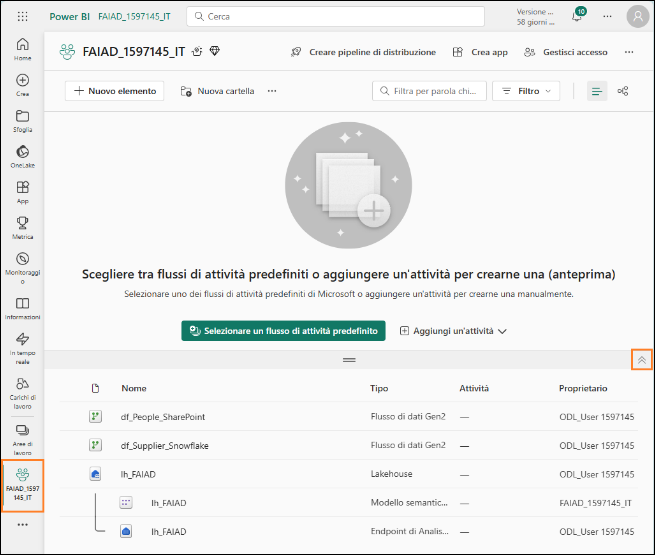 Power BI FAIAD_1597145_IT
Cerca
Versione ...
58 giorni ...
10
FAIAD_1597145_IT
Creare pipeline di distribuzione
Crea app
Gestisci accesso
Nuovo elemento
Nuova cartella
Filtra per parola chi...
Filtro
Home
Crea
Sfoglia
OneLake
App
Metrica
Monitoraggi
o
Informazioni
In tempo
reale
Carichi di
lavoro
Aree di
lavoro
FAIAD_1597
145_IT
Scegliere tra flussi di attività predefiniti o aggiungere un'attività per crearne una (anteprima)
Selezionare uno dei flussi di attività predefiniti di Microsoft o aggiungere un'attività per crearne una manualmente.
Selezionare un flusso di attività predefinito
Aggiungi un'attività
Nome Tipo Attività Proprietario
df_People_SharePoint Flusso di dati Gen2 — ODL_User 1597145
df_Supplier_Snowflake Flusso di dati Gen2 — ODL_User 1597145
lh_FAIAD Lakehouse — ODL_User 1597145
lh_FAIAD Modello semantic... — FAIAD_1597145_IT
lh_FAIAD Endpoint di Analis... — ODL_User 1597145